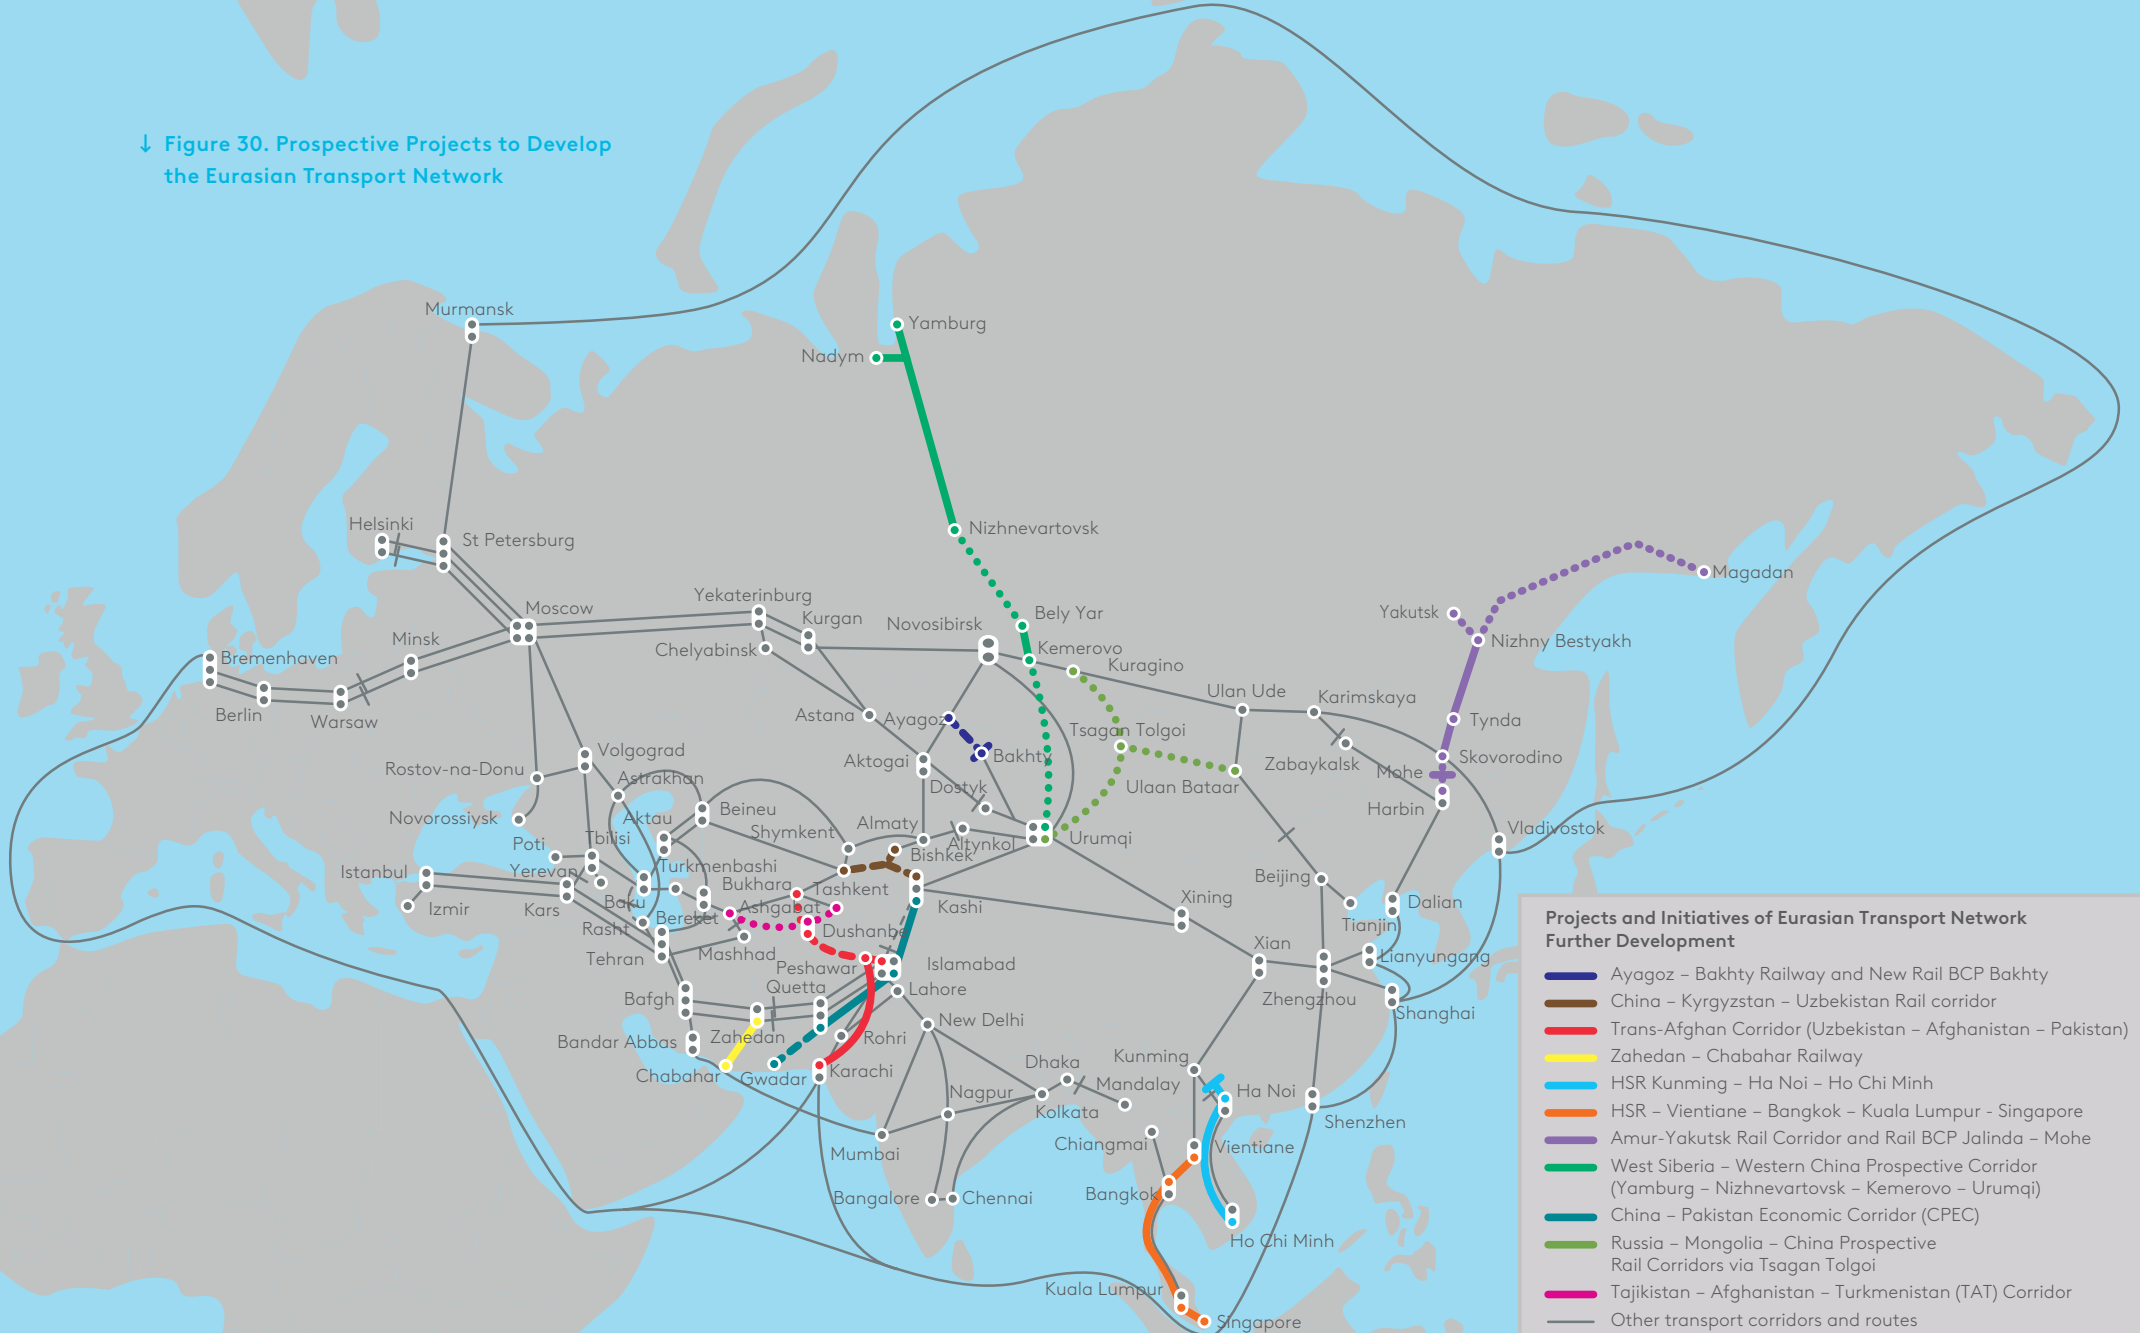 ↓ Figure 30. Prospective Projects to Develop
the Eurasian Transport Network
Murmansk
Yamburg
Nadym
Helsinki
St Petersburg
Nizhnevartovsk
Magadan
Yekaterinburg
Moscow
Kurgan
Bely Yar
Yakutsk
Novosibirsk
Minsk
Nizhny Bestyakh
Chelyabinsk
Kemerovo
Bremenhaven
Kuragino
Ulan Ude
Karimskaya
Berlin
Warsaw
Astana
Ayagoz
Tynda
Tsagan Tolgoi
Volgograd
Bakhty
Skovorodino
Aktogai
Zabaykalsk
Mohe
Rostov-na-Donu
Astrakhan
Dostyk
Ulaan Bataar
Harbin
Beineu
Novorossiysk
Aktau
Almaty
Vladivostok
Shymkent
Tbilisi
Altynkol
Urumqi
Poti
Bishkek
Turkmenbashi
Istanbul
Yerevan
Beijing
Bukhara
Tashkent
Xining
Baku
Ashgabat
Kashi
Dalian
Izmir
Kars
Bereket
Tianjin
Rasht
Dushanbe
Xian
Mashhad
Lianyungang
Tehran
Peshawar
Islamabad
Quetta
Lahore
Bafgh
Zhengzhou
Shanghai
New Delhi
Zahedan
Rohri
Bandar Abbas
Kunming
Dhaka
Karachi
Chabahar
Gwadar
Mandalay
Ha Noi
Nagpur
Kolkata
Shenzhen
Chiangmai
Vientiane
Mumbai
Bangkok
Bangalore
Chennai
Ho Chi Minh
Kuala Lumpur
Singapore
Projects and Initiatives of Eurasian Transport Network
Further Development
Ayagoz – Bakhty Railway and New Rail BCP Bakhty
China – Kyrgyzstan – Uzbekistan Rail corridor
Trans-Afghan Corridor (Uzbekistan – Afghanistan – Pakistan)
Zahedan – Chabahar Railway
HSR Kunming – Ha Noi – Ho Chi Minh
HSR – Vientiane – Bangkok – Kuala Lumpur - Singapore
Amur-Yakutsk Rail Corridor and Rail BCP Jalinda – Mohe
West Siberia – Western China Prospective Corridor
(Yamburg – Nizhnevartovsk – Kemerovo – Urumqi)
China – Pakistan Economic Corridor (CPEC)
Russia – Mongolia – China Prospective
Rail Corridors via Tsagan Tolgoi
Tajikistan – Afghanistan – Turkmenistan (TAT) Corridor
Other transport corridors and routes